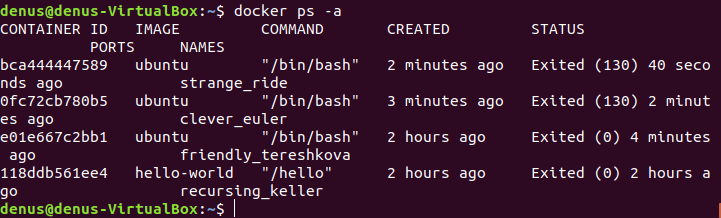 denus@denus-VirtualBox:~$ docker ps -a
CONTAINER ID   IMAGE          COMMAND        CREATED         STATUS
           PORTS     NAMES
bca444447589   ubuntu         "/bin/bash"    2 minutes ago   Exited (130) 40 seco
nds ago              strange_ride
0fc72cb780b5   ubuntu         "/bin/bash"    3 minutes ago   Exited (130) 2 minut
es ago               clever_euler
e01e667c2bb1   ubuntu         "/bin/bash"    2 hours ago     Exited (0) 4 minutes
 ago                 friendly_tereshkova
118ddb561ee4   hello-world    "/hello"       2 hours ago     Exited (0) 2 hours a
go                   recursing_keller
denus@denus-VirtualBox:~$